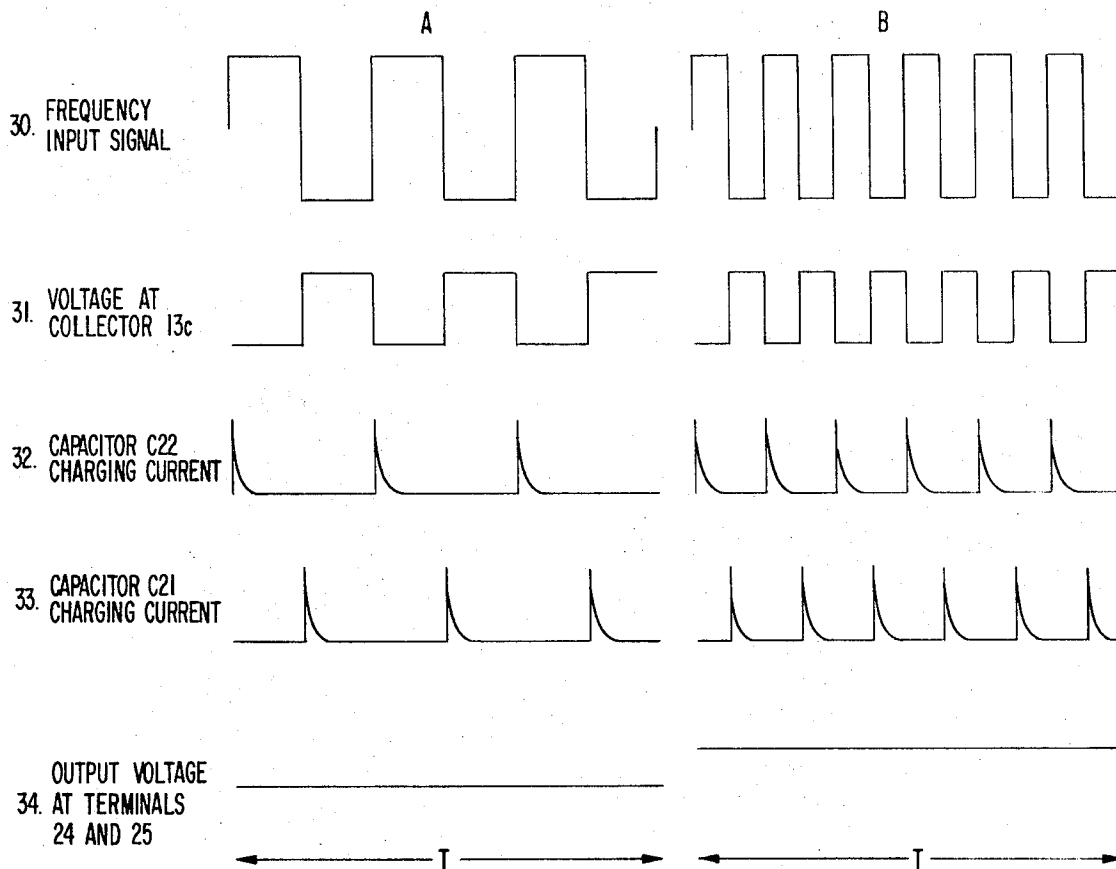 A
B
30. FREQUENCY
INPUT SIGNAL
31. VOLTAGE AT
COLLECTOR 13c
32. CAPACITOR C22
CHARGING CURRENT
33. CAPACITOR C21
CHARGING CURRENT
OUTPUT VOLTAGE
34. AT TERMINALS
24 AND 25
T
T